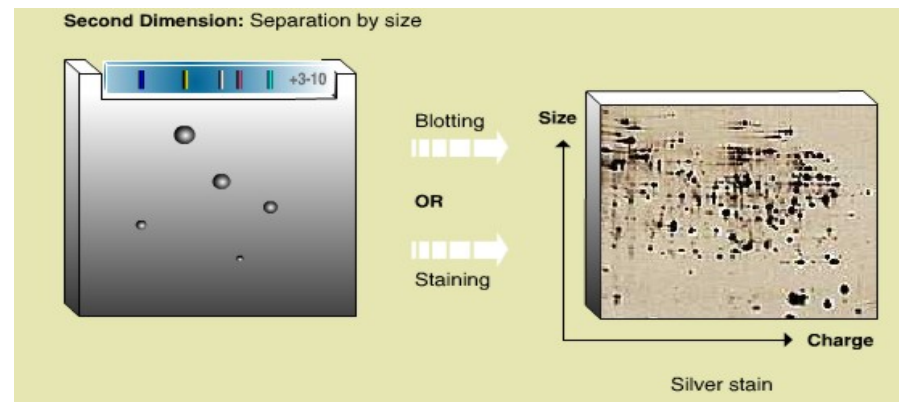 Second Dimension: Separation by size
+3-10
Blotting
OR
Staining
Size
Charge
Silver stain